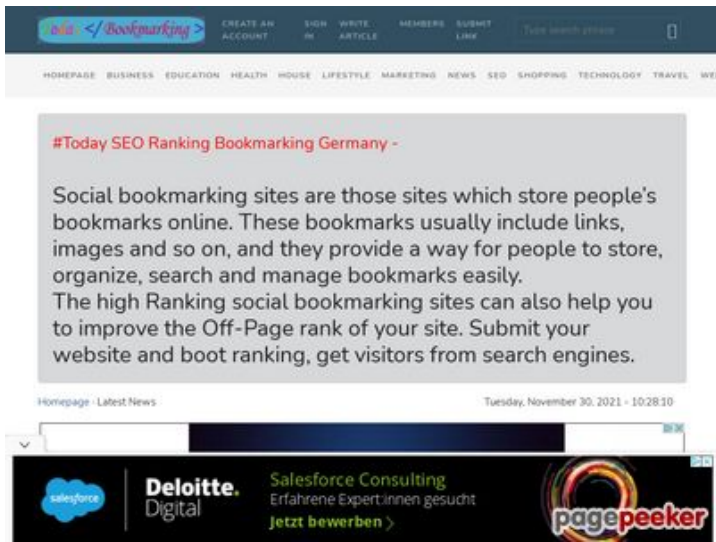 Today </Bookmarking >
CREATE AN ACCOUNT
SIGN IN
WRITE ARTICLE
MEMBERS
SUBMIT LINK
Type search phrase
HOMEPAGE BUSINESS EDUCATION HEALTH HOUSE LIFESTYLE MARKETING NEWS SEO SHOPPING TECHNOLOGY TRAVEL WE
#Today SEO Ranking Bookmarking Germany -
Social bookmarking sites are those sites which store people's
bookmarks online. These bookmarks usually include links,
images and so on, and they provide a way for people to store,
organize, search and manage bookmarks easily.
The high Ranking social bookmarking sites can also help you
to improve the Off-Page rank of your site. Submit your
website and boot ranking, get visitors from search engines.
Homepage - Latest News
Tuesday, November 30, 2021 - 10:28:10
salesforce
Deloitte.
Digital
Salesforce Consulting
Erfahrene Expert:innen gesucht
Jetzt bewerben >
pagepeeker